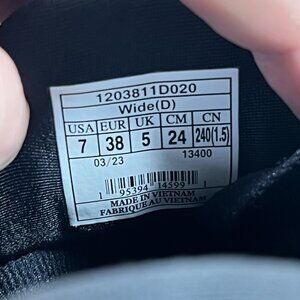 1203811D020
Wide(D)
USA EUR UK CM CN
7 38 5 24 240(1.5)
03/23 13400
1 95394 14599 1
MADE IN VIETNAM
FABRIQUE AU VIETNAM